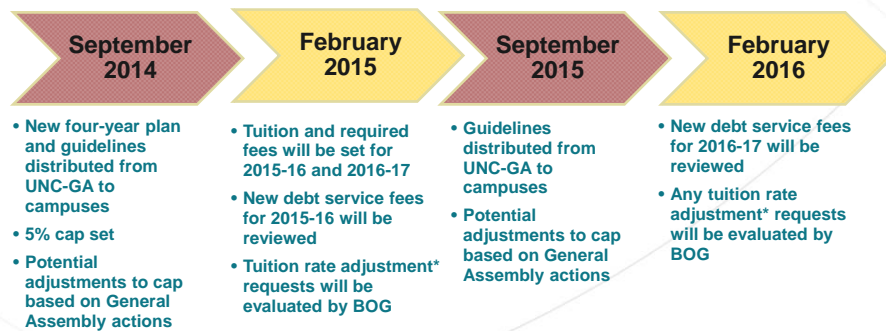 September
2014
• New four-year plan
and guidelines
distributed from
UNC-GA to
campuses
• 5% cap set
• Potential
adjustments to cap
based on General
Assembly actions
February
2015
• Tuition and required
fees will be set for
2015-16 and 2016-17
• New debt service fees
for 2015-16 will be
reviewed
• Tuition rate adjustment*
requests will be
evaluated by BOG
September
2015
• Guidelines
distributed from
UNC-GA to
campuses
• Potential
adjustments to cap
based on General
Assembly actions
February
2016
• New debt service fees
for 2016-17 will be
reviewed
• Any tuition rate
adjustment* requests
will be evaluated by
BOG